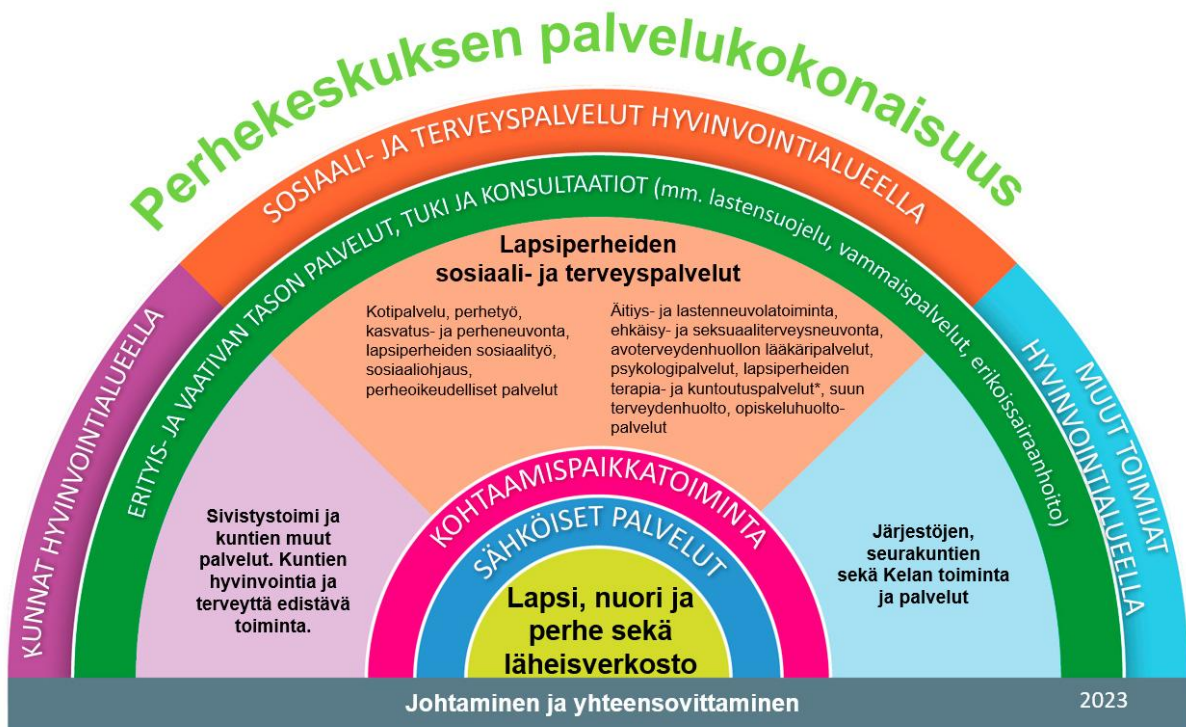 Perhekeskuksen palvelukokonaisuus
SOSIAALI- JA TERVEYSPALVELUT HYVINVOINTIALUEELLA
KUNNAT HYVINVOINTIALUEELLA
MUUT TOIMIJAT
HYVINVOINTIALUEELLA
ERITYIS- JA VAATIVAN TASON PALVELUT, TUKI JA KONSULTAATIOT (mm. lastensuojelu, vammaispalvelut, erikoissairaanhoito)
Lapsiperheiden
sosiaali- ja terveyspalvelut
Kotipalvelu, perhetyö,
kasvatus- ja perheneuvonta,
lapsiperheiden sosiaalityö,
sosiaaliohjaus,
perheoikeudelliset palvelut
Äitiys- ja lastenneuvolatoiminta,
ehkäisy- ja seksuaaliterveysneuvonta,
avoterveydenhuollon lääkäripalvelut,
psykologipalvelut, lapsiperheiden
terapia- ja kuntoutuspalvelut*, suun
terveydenhuolto, opiskeluhuolto-
palvelut
Sivistystoimi ja
kuntien muut
palvelut. Kuntien
hyvinvointia ja
terveyttä edistävä
toiminta.
Järjestöjen,
seurakuntien
sekä Kelan toiminta
ja palvelut
KOHTAAMISPAIKKATOIMINTA
SÄHKÖISET PALVELUT
Lapsi, nuori ja
perhe sekä
läheisverkosto
Johtaminen ja yhteensovittaminen
2023